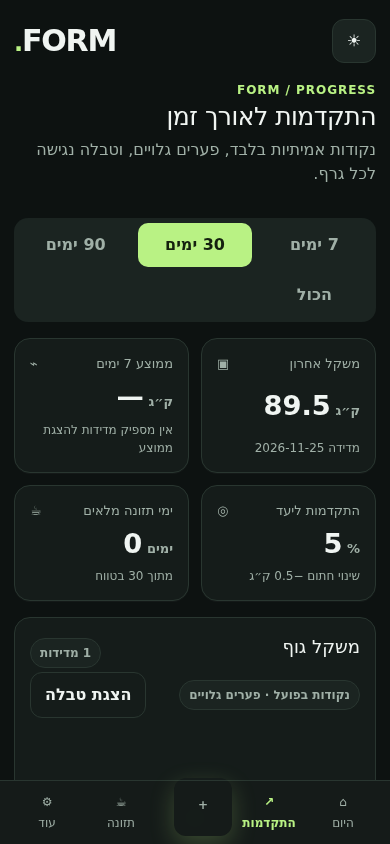 FORM.
FORM / PROGRESS
התקדמות לאורך זמן
נקודות אמיתיות בלבד, פערים גלויים, וטבלה נגישה
לכל גרף.
7 ימים
30 ימים
90 ימים
הכול
משקל אחרון
89.5 ק״ג
מדידה 2026-11-25
ממוצע 7 ימים
— ק״ג
אין מספיק מדידות להצגת
ממוצע
התקדמות ליעד
5 %
שינוי חתום −0.5 ק״ג
ימי תזונה מלאים
0 ימים
מתוך 30 בטווח
משקל גוף
1 מדידות
נקודות בפועל · פערים גלויים
הצגת טבלה
היום
התקדמות
+
תזונה
עוד